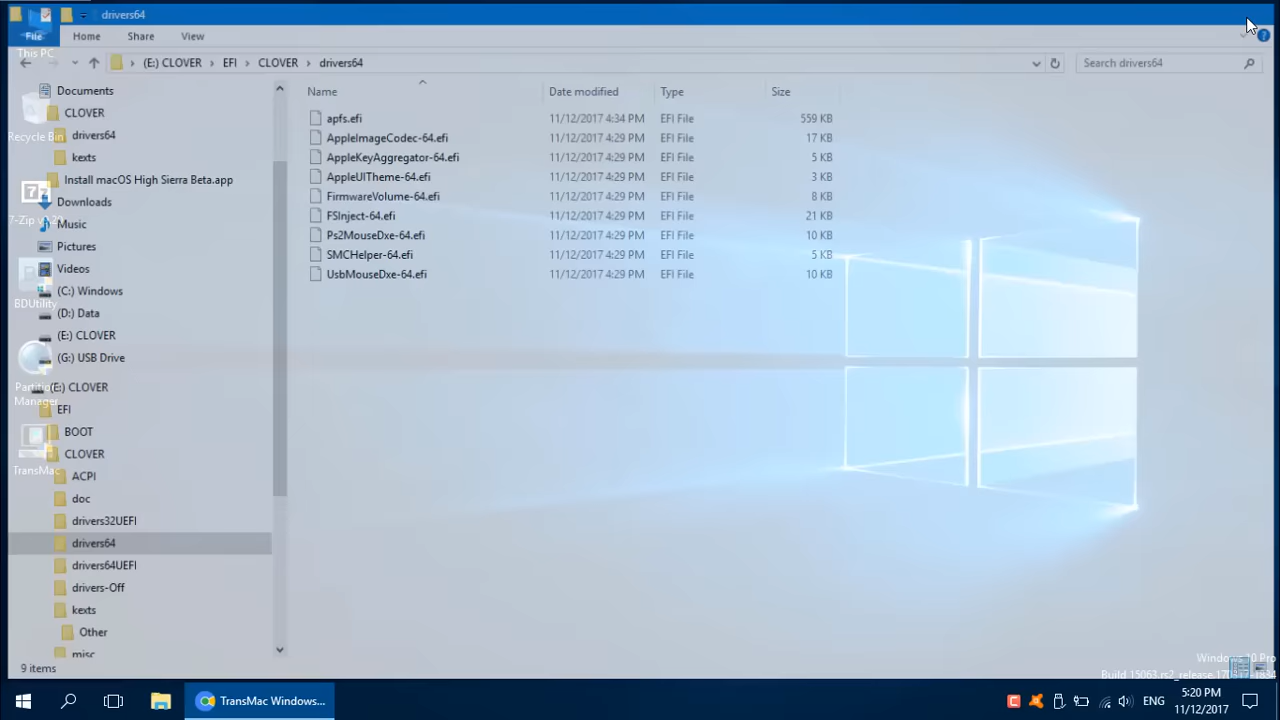 drivers64
File Home Share View
This PC
(E:) CLOVER EFI CLOVER drivers64
Search drivers64
Documents
CLOVER
drivers64
kexts
Install macOS High Sierra Beta.app
Downloads
Music
Pictures
Videos
(C:) Windows
(D:) Data
(E:) CLOVER
(G:) USB Drive
(E:) CLOVER
EFI
BOOT
CLOVER
ACPI
doc
drivers32UEFI
drivers64
drivers64UEFI
drivers-Off
kexts
Other
misc
Recycle Bin
BDUtility
Manager
TransMac
Name Date modified Type Size
apfs.efi 11/12/2017 4:34 PM EFI File 559 KB
AppleImageCodec-64.efi 11/12/2017 4:29 PM EFI File 17 KB
AppleKeyAggregator-64.efi 11/12/2017 4:29 PM EFI File 5 KB
AppleUITheme-64.efi 11/12/2017 4:29 PM EFI File 3 KB
FirmwareVolume-64.efi 11/12/2017 4:29 PM EFI File 8 KB
FSInject-64.efi 11/12/2017 4:29 PM EFI File 21 KB
Ps2MouseDxe-64.efi 11/12/2017 4:29 PM EFI File 10 KB
SMCHelper-64.efi 11/12/2017 4:29 PM EFI File 5 KB
UsbMouseDxe-64.efi 11/12/2017 4:29 PM EFI File 10 KB
9 items
Windows 10 Pro
Build 15063.rs2_release
TransMac Windows...
ENG
5:20 PM
11/12/2017